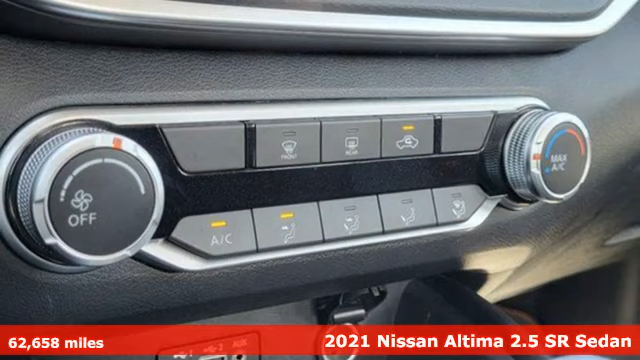 FRONT
REAR
OFF
MAX
A/C
A/C
62,658 miles
2021 Nissan Altima 2.5 SR Sedan